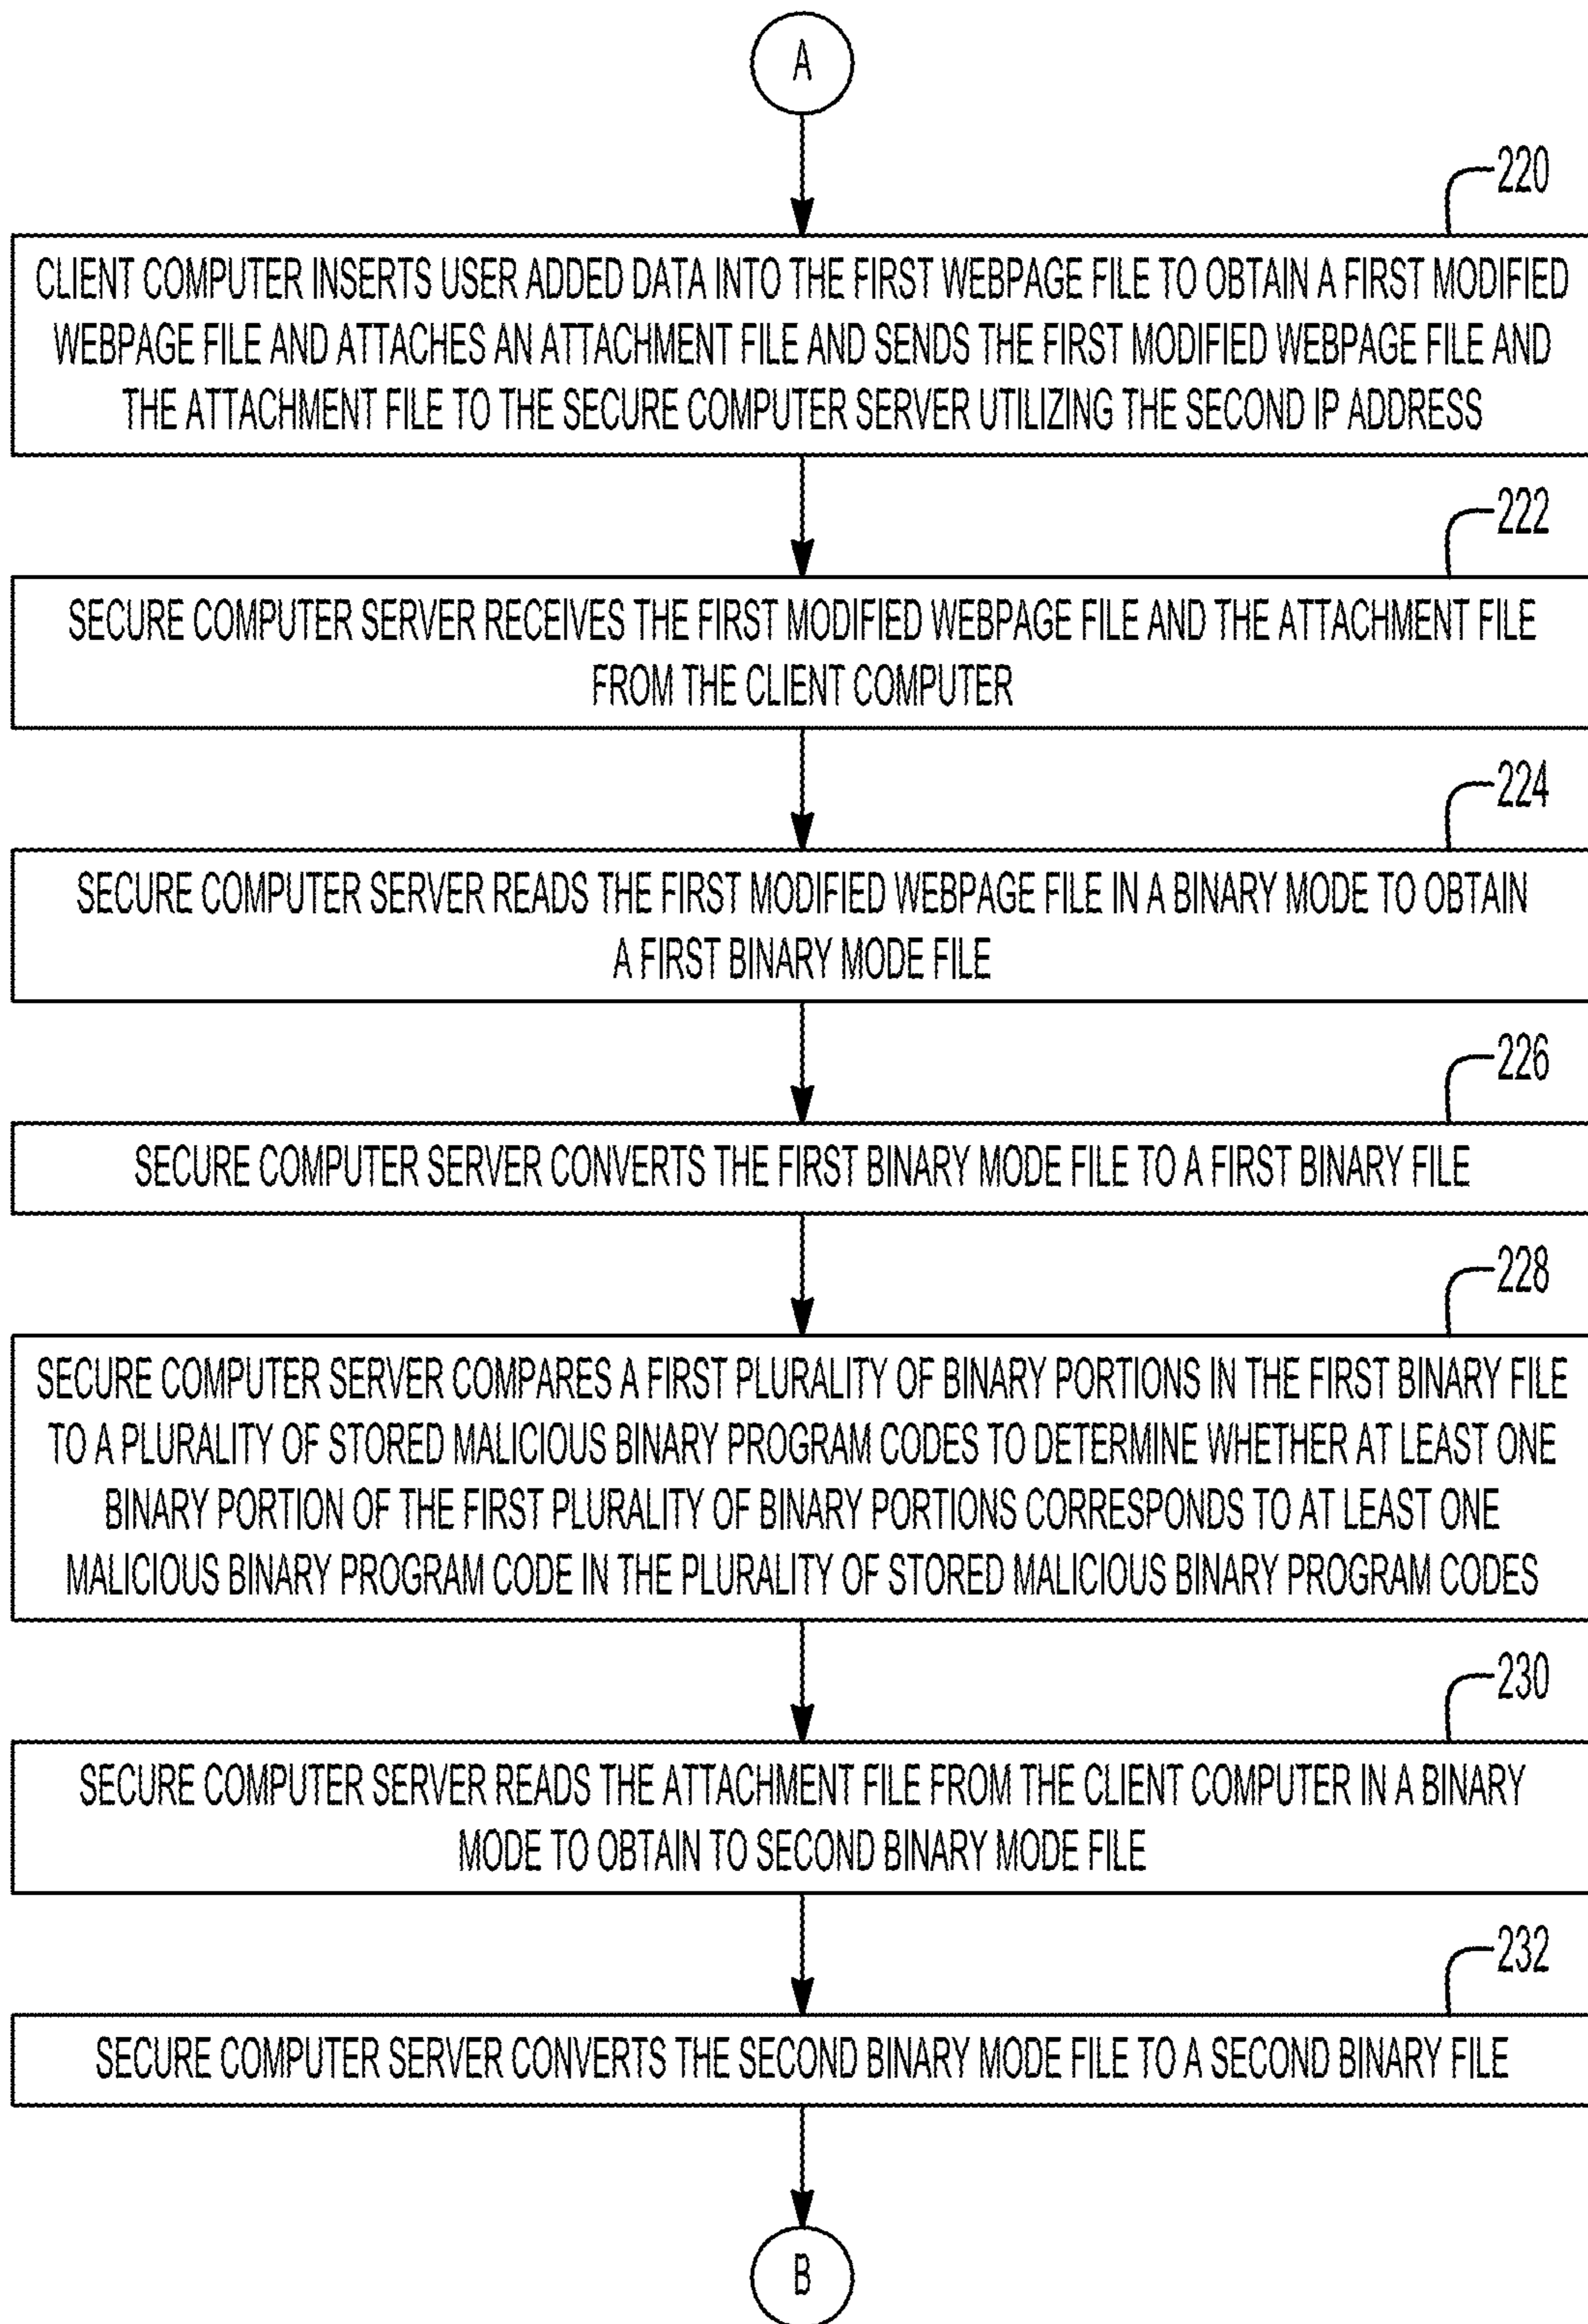 A
220
CLIENT COMPUTER INSERTS USER ADDED DATA INTO THE FIRST WEBPAGE FILE TO OBTAIN A FIRST MODIFIED
WEBPAGE FILE AND ATTACHES AN ATTACHMENT FILE AND SENDS THE FIRST MODIFIED WEBPAGE FILE AND
THE ATTACHMENT FILE TO THE SECURE COMPUTER SERVER UTILIZING THE SECOND IP ADDRESS
222
SECURE COMPUTER SERVER RECEIVES THE FIRST MODIFIED WEBPAGE FILE AND THE ATTACHMENT FILE
FROM THE CLIENT COMPUTER
224
SECURE COMPUTER SERVER READS THE FIRST MODIFIED WEBPAGE FILE IN A BINARY MODE TO OBTAIN
A FIRST BINARY MODE FILE
226
SECURE COMPUTER SERVER CONVERTS THE FIRST BINARY MODE FILE TO A FIRST BINARY FILE
228
SECURE COMPUTER SERVER COMPARES A FIRST PLURALITY OF BINARY PORTIONS IN THE FIRST BINARY FILE
TO A PLURALITY OF STORED MALICIOUS BINARY PROGRAM CODES TO DETERMINE WHETHER AT LEAST ONE
BINARY PORTION OF THE FIRST PLURALITY OF BINARY PORTIONS CORRESPONDS TO AT LEAST ONE
MALICIOUS BINARY PROGRAM CODE IN THE PLURALITY OF STORED MALICIOUS BINARY PROGRAM CODES
230
SECURE COMPUTER SERVER READS THE ATTACHMENT FILE FROM THE CLIENT COMPUTER IN A BINARY
MODE TO OBTAIN TO SECOND BINARY MODE FILE
232
SECURE COMPUTER SERVER CONVERTS THE SECOND BINARY MODE FILE TO A SECOND BINARY FILE
B